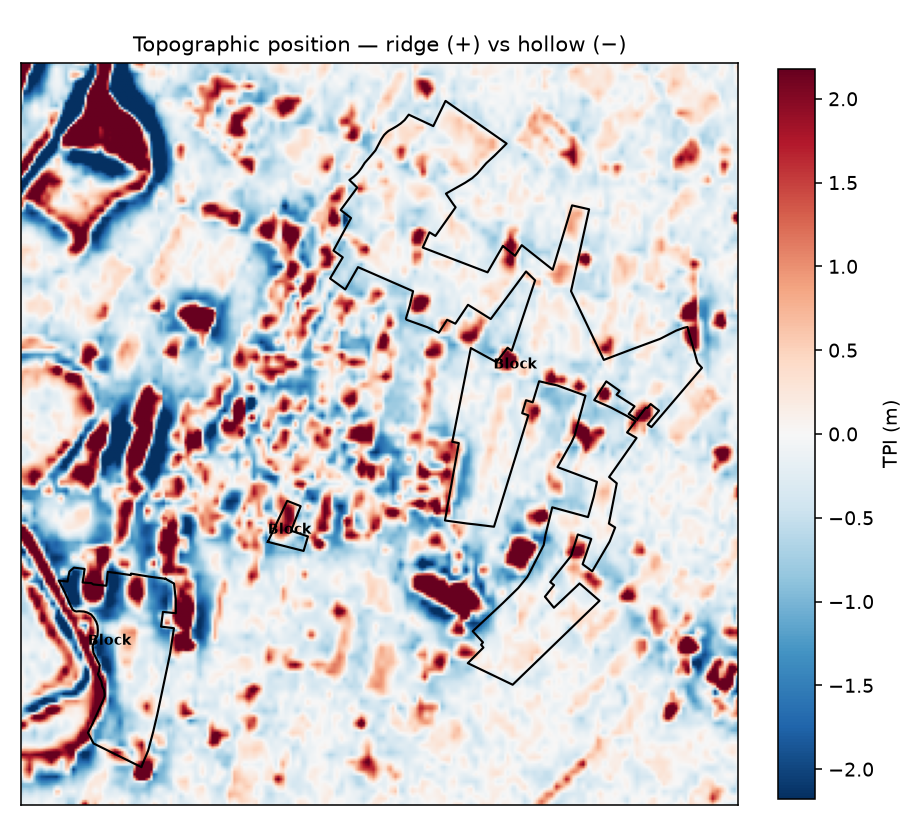 Topographic position — ridge (+) vs hollow (−)
Block
Block
Block
2.0
1.5
1.0
0.5
0.0
−0.5
−1.0
−1.5
−2.0
TPI (m)